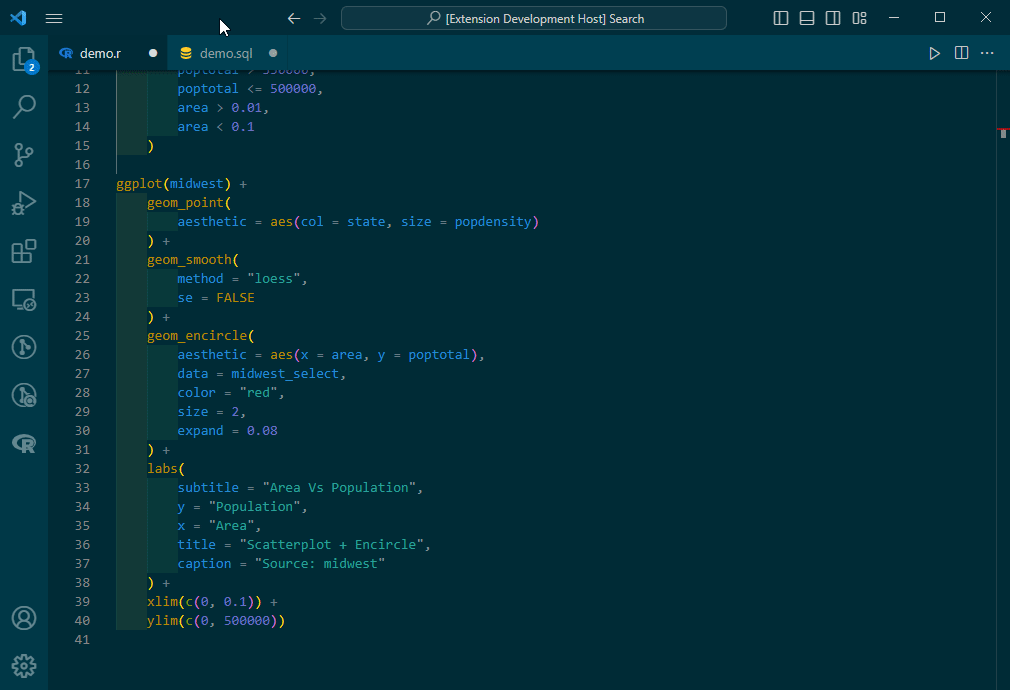 [Extension Development Host] Search
demo.r
demo.sql
2
11 poptotal > 350000,
12 poptotal <= 500000,
13 area > 0.01,
14 area < 0.1
15 )
16
17 ggplot(midwest) +
18 geom_point(
19 aesthetic = aes(col = state, size = popdensity)
20 ) +
21 geom_smooth(
22 method = "loess",
23 se = FALSE
24 ) +
25 geom_encircle(
26 aesthetic = aes(x = area, y = poptotal),
27 data = midwest_select,
28 color = "red",
29 size = 2,
30 expand = 0.08
31 ) +
32 labs(
33 subtitle = "Area Vs Population",
34 y = "Population",
35 x = "Area",
36 title = "Scatterplot + Encircle",
37 caption = "Source: midwest"
38 ) +
39 xlim(c(0, 0.1)) +
40 ylim(c(0, 500000))
41